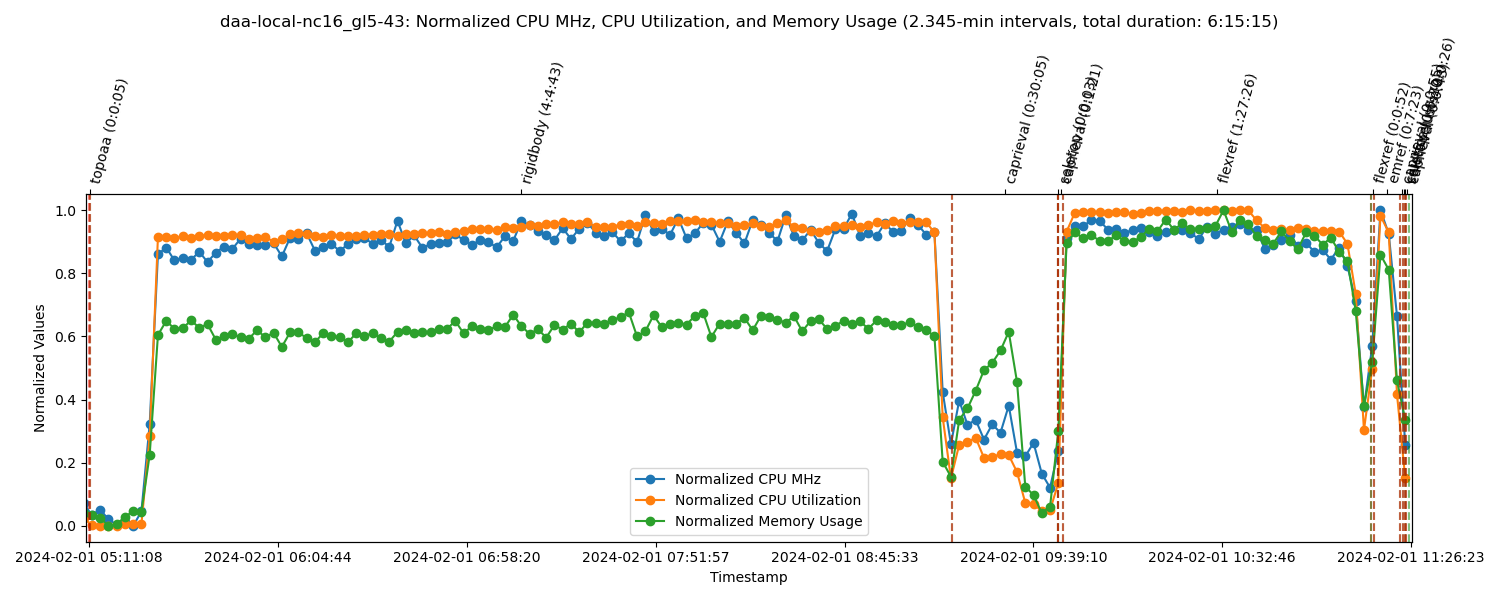 daa-local-nc16_gl5-43: Normalized CPU MHz, CPU Utilization, and Memory Usage (2.345-min intervals, total duration: 6:15:15)
topoaa (0:0:05)
rigidbody (4:4:43)
caprieval (0:30:05)
caprieval (0:1:21)
flexref (1:27:26)
flexref (0:0:52)
emref (0:7:23)
Normalized Values
1.0
0.8
0.6
0.4
0.2
0.0
Normalized CPU MHz
Normalized CPU Utilization
Normalized Memory Usage
2024-02-01 05:11:08
2024-02-01 06:04:44
2024-02-01 06:58:20
2024-02-01 07:51:57
2024-02-01 08:45:33
2024-02-01 09:39:10
2024-02-01 10:32:46
2024-02-01 11:26:23
Timestamp